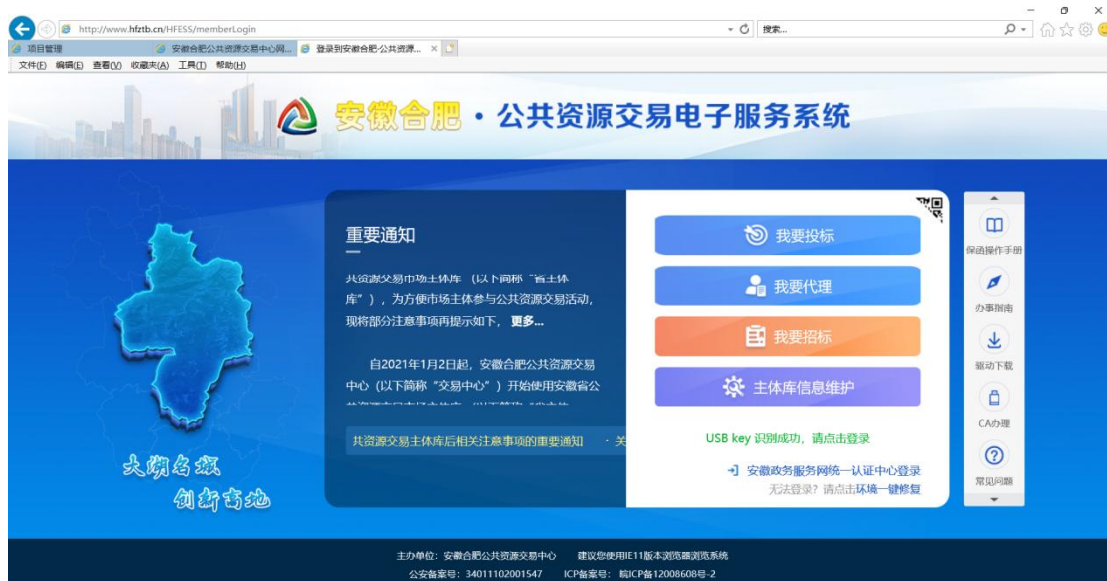 http://www.hfztb.cn/HFESS/memberLogin
搜索...
项目管理
安徽合肥公共资源交易中心网...
登录到安徽合肥·公共资源...
文件(F) 编辑(E) 查看(V) 收藏夹(A) 工具(T) 帮助(H)
安徽合肥·公共资源交易电子服务系统
大湖名城
创新高地
重要通知
共资源交易市场主体库 (以下简称“省主体
库”) ,为方便市场主体参与公共资源交易活动,
现将部分注意事项再提示如下, 更多...
自2021年1月2日起,安徽合肥公共资源交易
中心(以下简称“交易中心”)开始使用安徽省公
共资源交易主体库后相关注意事项的重要通知 · 关
我要投标
我要代理
我要招标
主体库信息维护
USB key 识别成功,请点击登录
安徽政务服务网统一认证中心登录
无法登录?请点击环境一键修复
保函操作手册
办事指南
驱动下载
CA办理
常见问题
主办单位:安徽合肥公共资源交易中心 建议您使用IE11版本浏览器浏览系统
公安备案号:34011102001547 ICP备案号: 皖ICP备12008608号-2